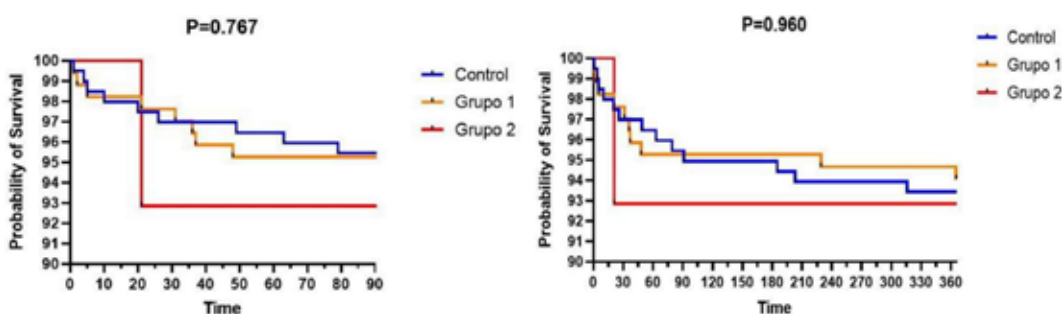 P=0.767
Probability of Survival
100
99
98
97
96
95
94
93
92
91
90
0 10 20 30 40 50 60 70 80 90
Time
Control
Grupo 1
Grupo 2
P=0.960
Probability of Survival
100
99
98
97
96
95
94
93
92
91
90
0 30 60 90 120 150 180 210 240 270 300 330 360
Time
Control
Grupo 1
Grupo 2